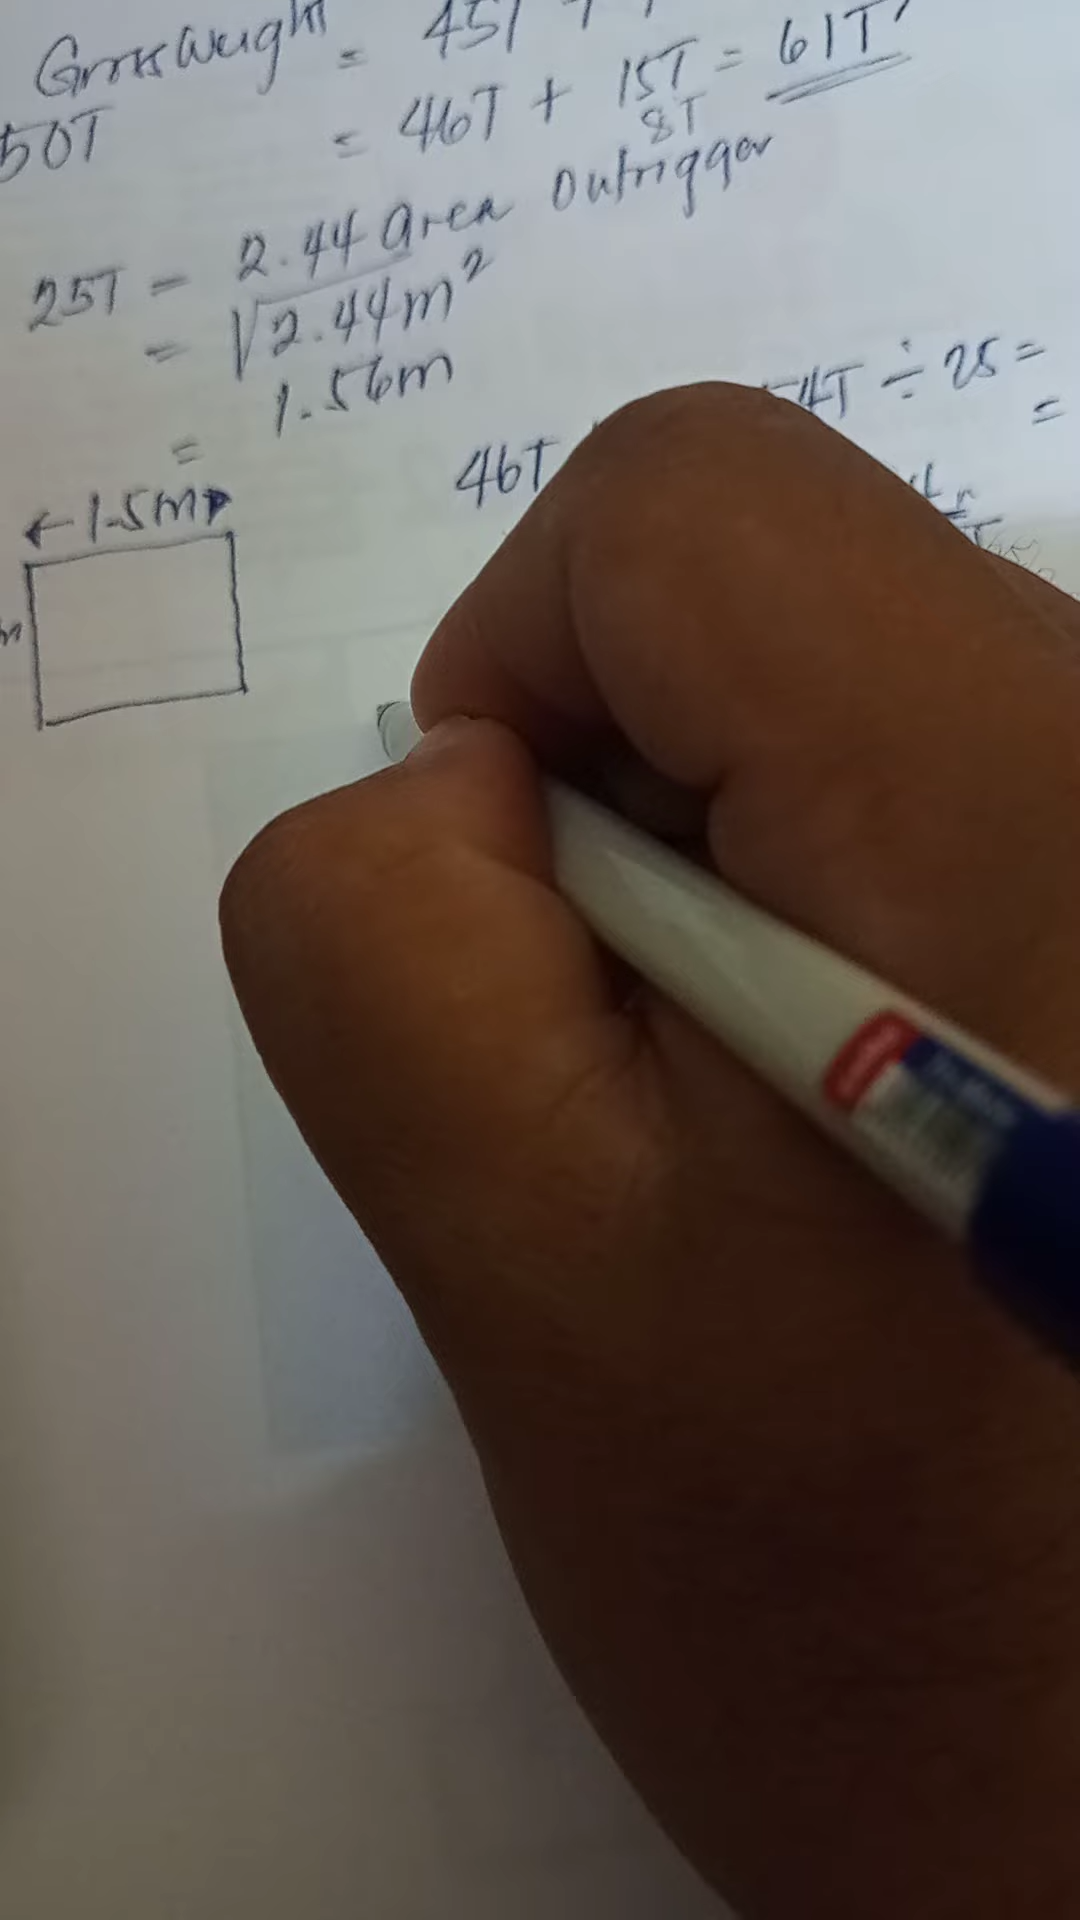 Gross Weight = 45T
50T = 46T + 15T = 61T
8T
25T = 2.44 Area Outrigger
= √2.44m²
= 1.56m
54T ÷ 25 =
=
46T
←1.5m→
m